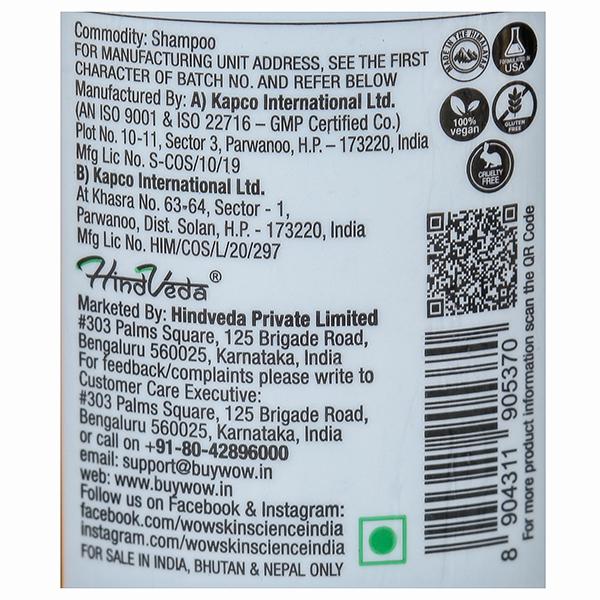 Commodity: Shampoo
FOR MANUFACTURING UNIT ADDRESS, SEE THE FIRST
CHARACTER OF BATCH NO. AND REFER BELOW
Manufactured By: A) Kapco International Ltd.
(AN ISO 9001 & ISO 22716 – GMP Certified Co.)
Plot No. 10-11, Sector 3, Parwanoo, H.P. – 173220, India
Mfg Lic No. S-COS/10/19
B) Kapco International Ltd.
At Khasra No. 63-64, Sector - 1,
Parwanoo, Dist. Solan, H.P. - 173220, India
Mfg Lic No. HIM/COS/L/20/297
HindVeda®
Marketed By: Hindveda Private Limited
#303 Palms Square, 125 Brigade Road,
Bengaluru 560025, Karnataka, India
For feedback/complaints please write to
Customer Care Executive:
#303 Palms Square, 125 Brigade Road,
Bengaluru 560025, Karnataka, India
or call on +91-80-42896000
email: support@buywow.in
web: www.buywow.in
Follow us on Facebook & Instagram:
facebook.com/wowskinscienceindia
instagram.com/wowskinscienceindia
FOR SALE IN INDIA, BHUTAN & NEPAL ONLY
MADE IN THE HIMALAYA
FORMULATED IN
USA
100%
vegan
GLUTEN
FREE
CRUELTY
FREE
8 904311 905370
For more product information scan the QR Code